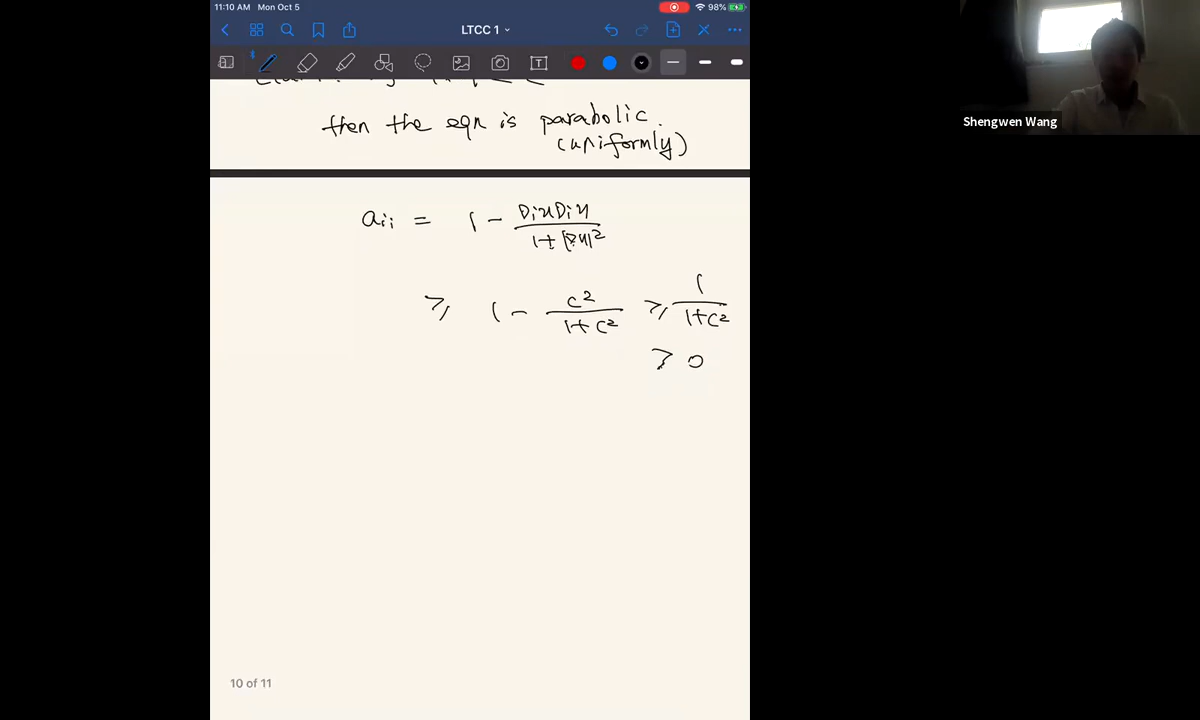 11:10 AM Mon Oct 5
98%
LTCC 1
T
Shengwen Wang
then the eqn is parabolic.
(uniformly)
aii = 1 - DiuDiu / 1+|Du|²
≥ 1 - c² / 1+c² ≥ 1 / 1+c²
> 0
10 of 11